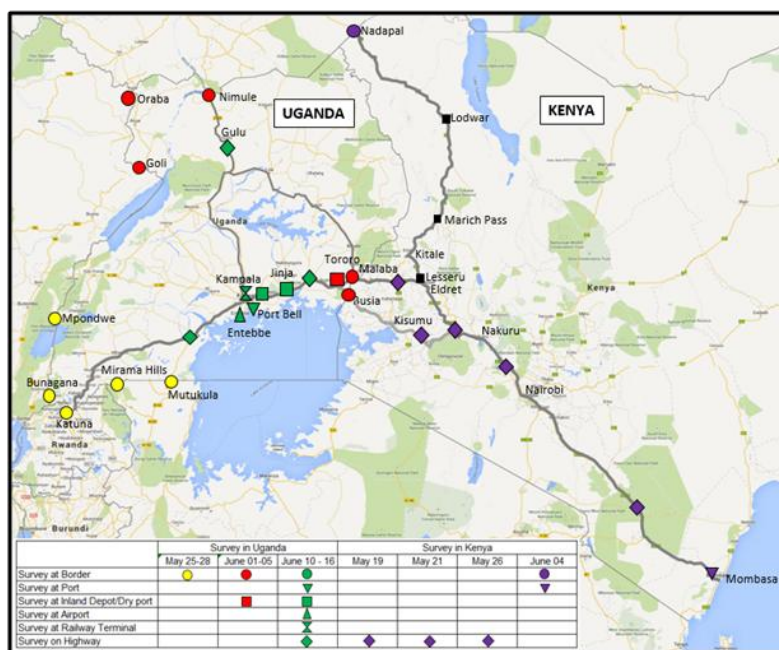 Nadapal
Oraba
Nimule
UGANDA
KENYA
Lodwar
Gulu
Goli
Uganda
Marich Pass
Kitale
Tororo
Malaba
Jinja
Kampala
Lesseru
Eldret
Kenya
Busia
Port Bell
Kisumu
Mpondwe
Entebbe
Nakuru
Mirama Hills
Bunagana
Mutukula
Nairobi
Katuna
Rwanda
Burundi
Mombasa
Survey in Uganda Survey in Kenya
May 25-28 June 01-05 June 10 - 16 May 19 May 21 May 26 June 04
Survey at Border
Survey at Port
Survey at Inland Depot/Dry port
Survey at Airport
Survey at Railway Terminal
Survey on Highway